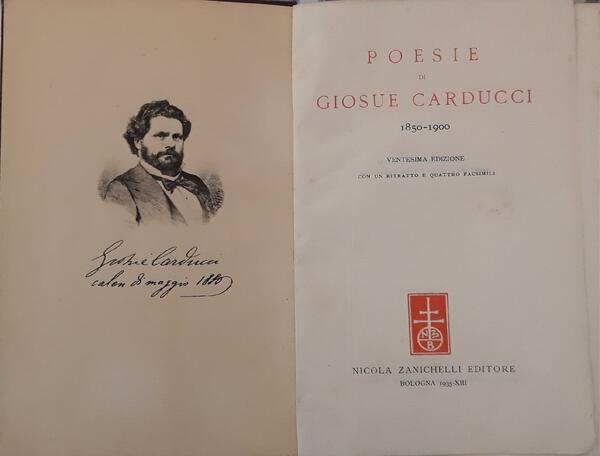 Giosuè Carducci
calen di maggio 1880
POESIE
DI
GIOSUE CARDUCCI
1850-1900
VENTESIMA EDIZIONE
CON UN RITRATTO E QUATTRO FACSIMILI
N Z
B
NICOLA ZANICHELLI EDITORE
BOLOGNA 1935-XIII